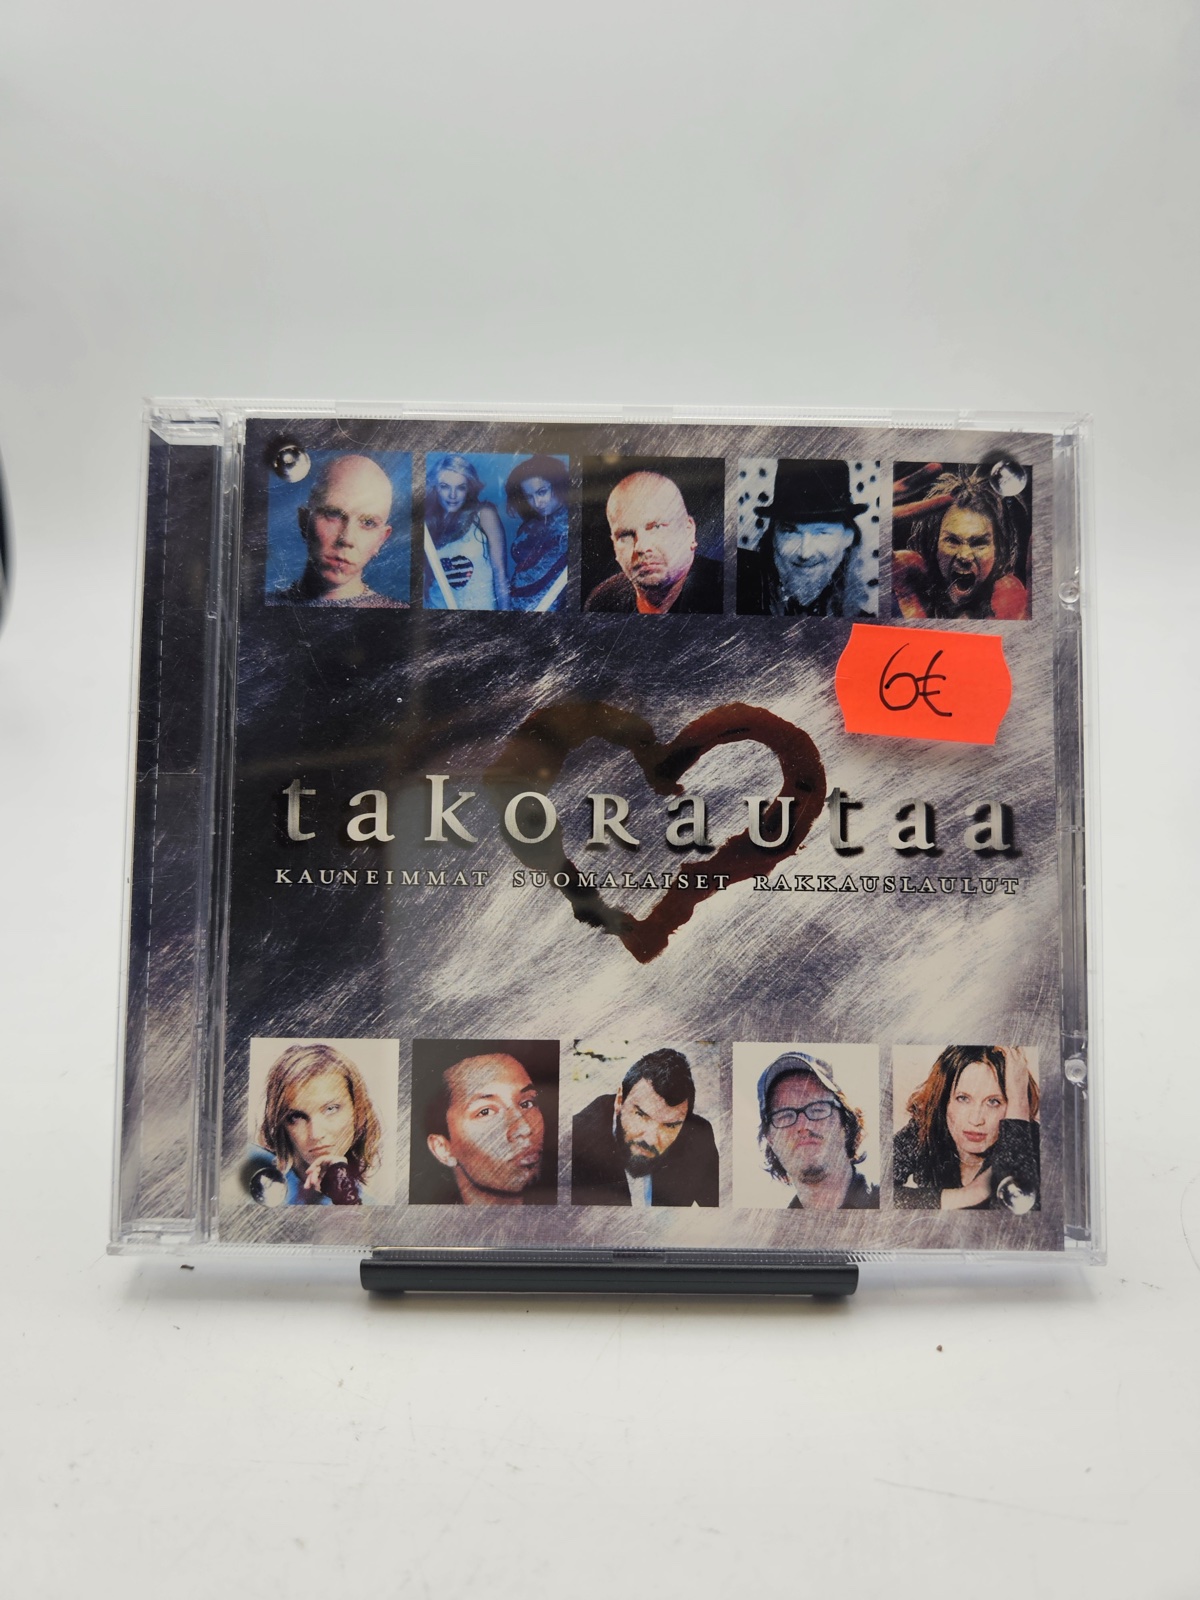 6€
takorautaa
KAUNEIMMAT SUOMALAISET RAKKAUSLAULUT